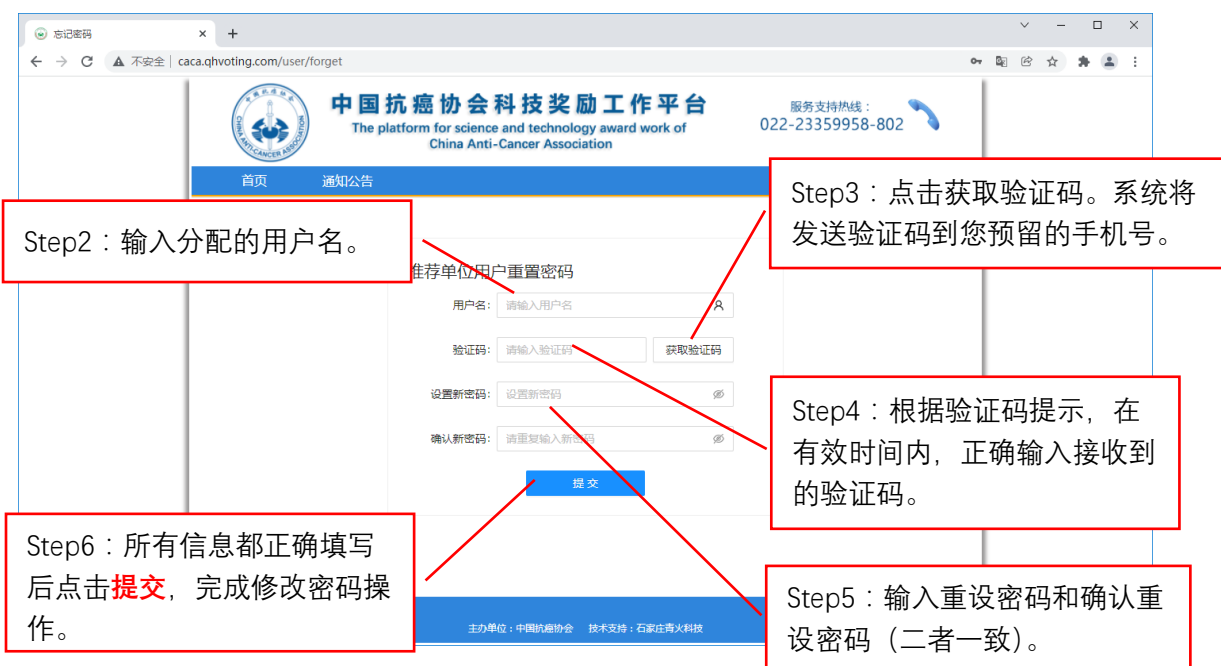 忘记密码
不安全 | caca.qhvoting.com/user/forget
中国抗癌协会
CHINA ANTI-CANCER ASSOCIATION
中国抗癌协会科技奖励工作平台
The platform for science and technology award work of
China Anti-Cancer Association
服务支持热线：
022-23359958-802
首页 通知公告
Step3：点击获取验证码。系统将
发送验证码到您预留的手机号。
Step2：输入分配的用户名。
推荐单位用户重置密码
用户名： 请输入用户名
验证码： 请输入验证码 获取验证码
设置新密码： 设置新密码
确认新密码： 请重复输入新密码
提 交
Step4：根据验证码提示，在
有效时间内，正确输入接收到
的验证码。
Step6：所有信息都正确填写
后点击提交，完成修改密码操
作。
Step5：输入重设密码和确认重
设密码（二者一致）。
主办单位：中国抗癌协会 技术支持：石家庄青火科技